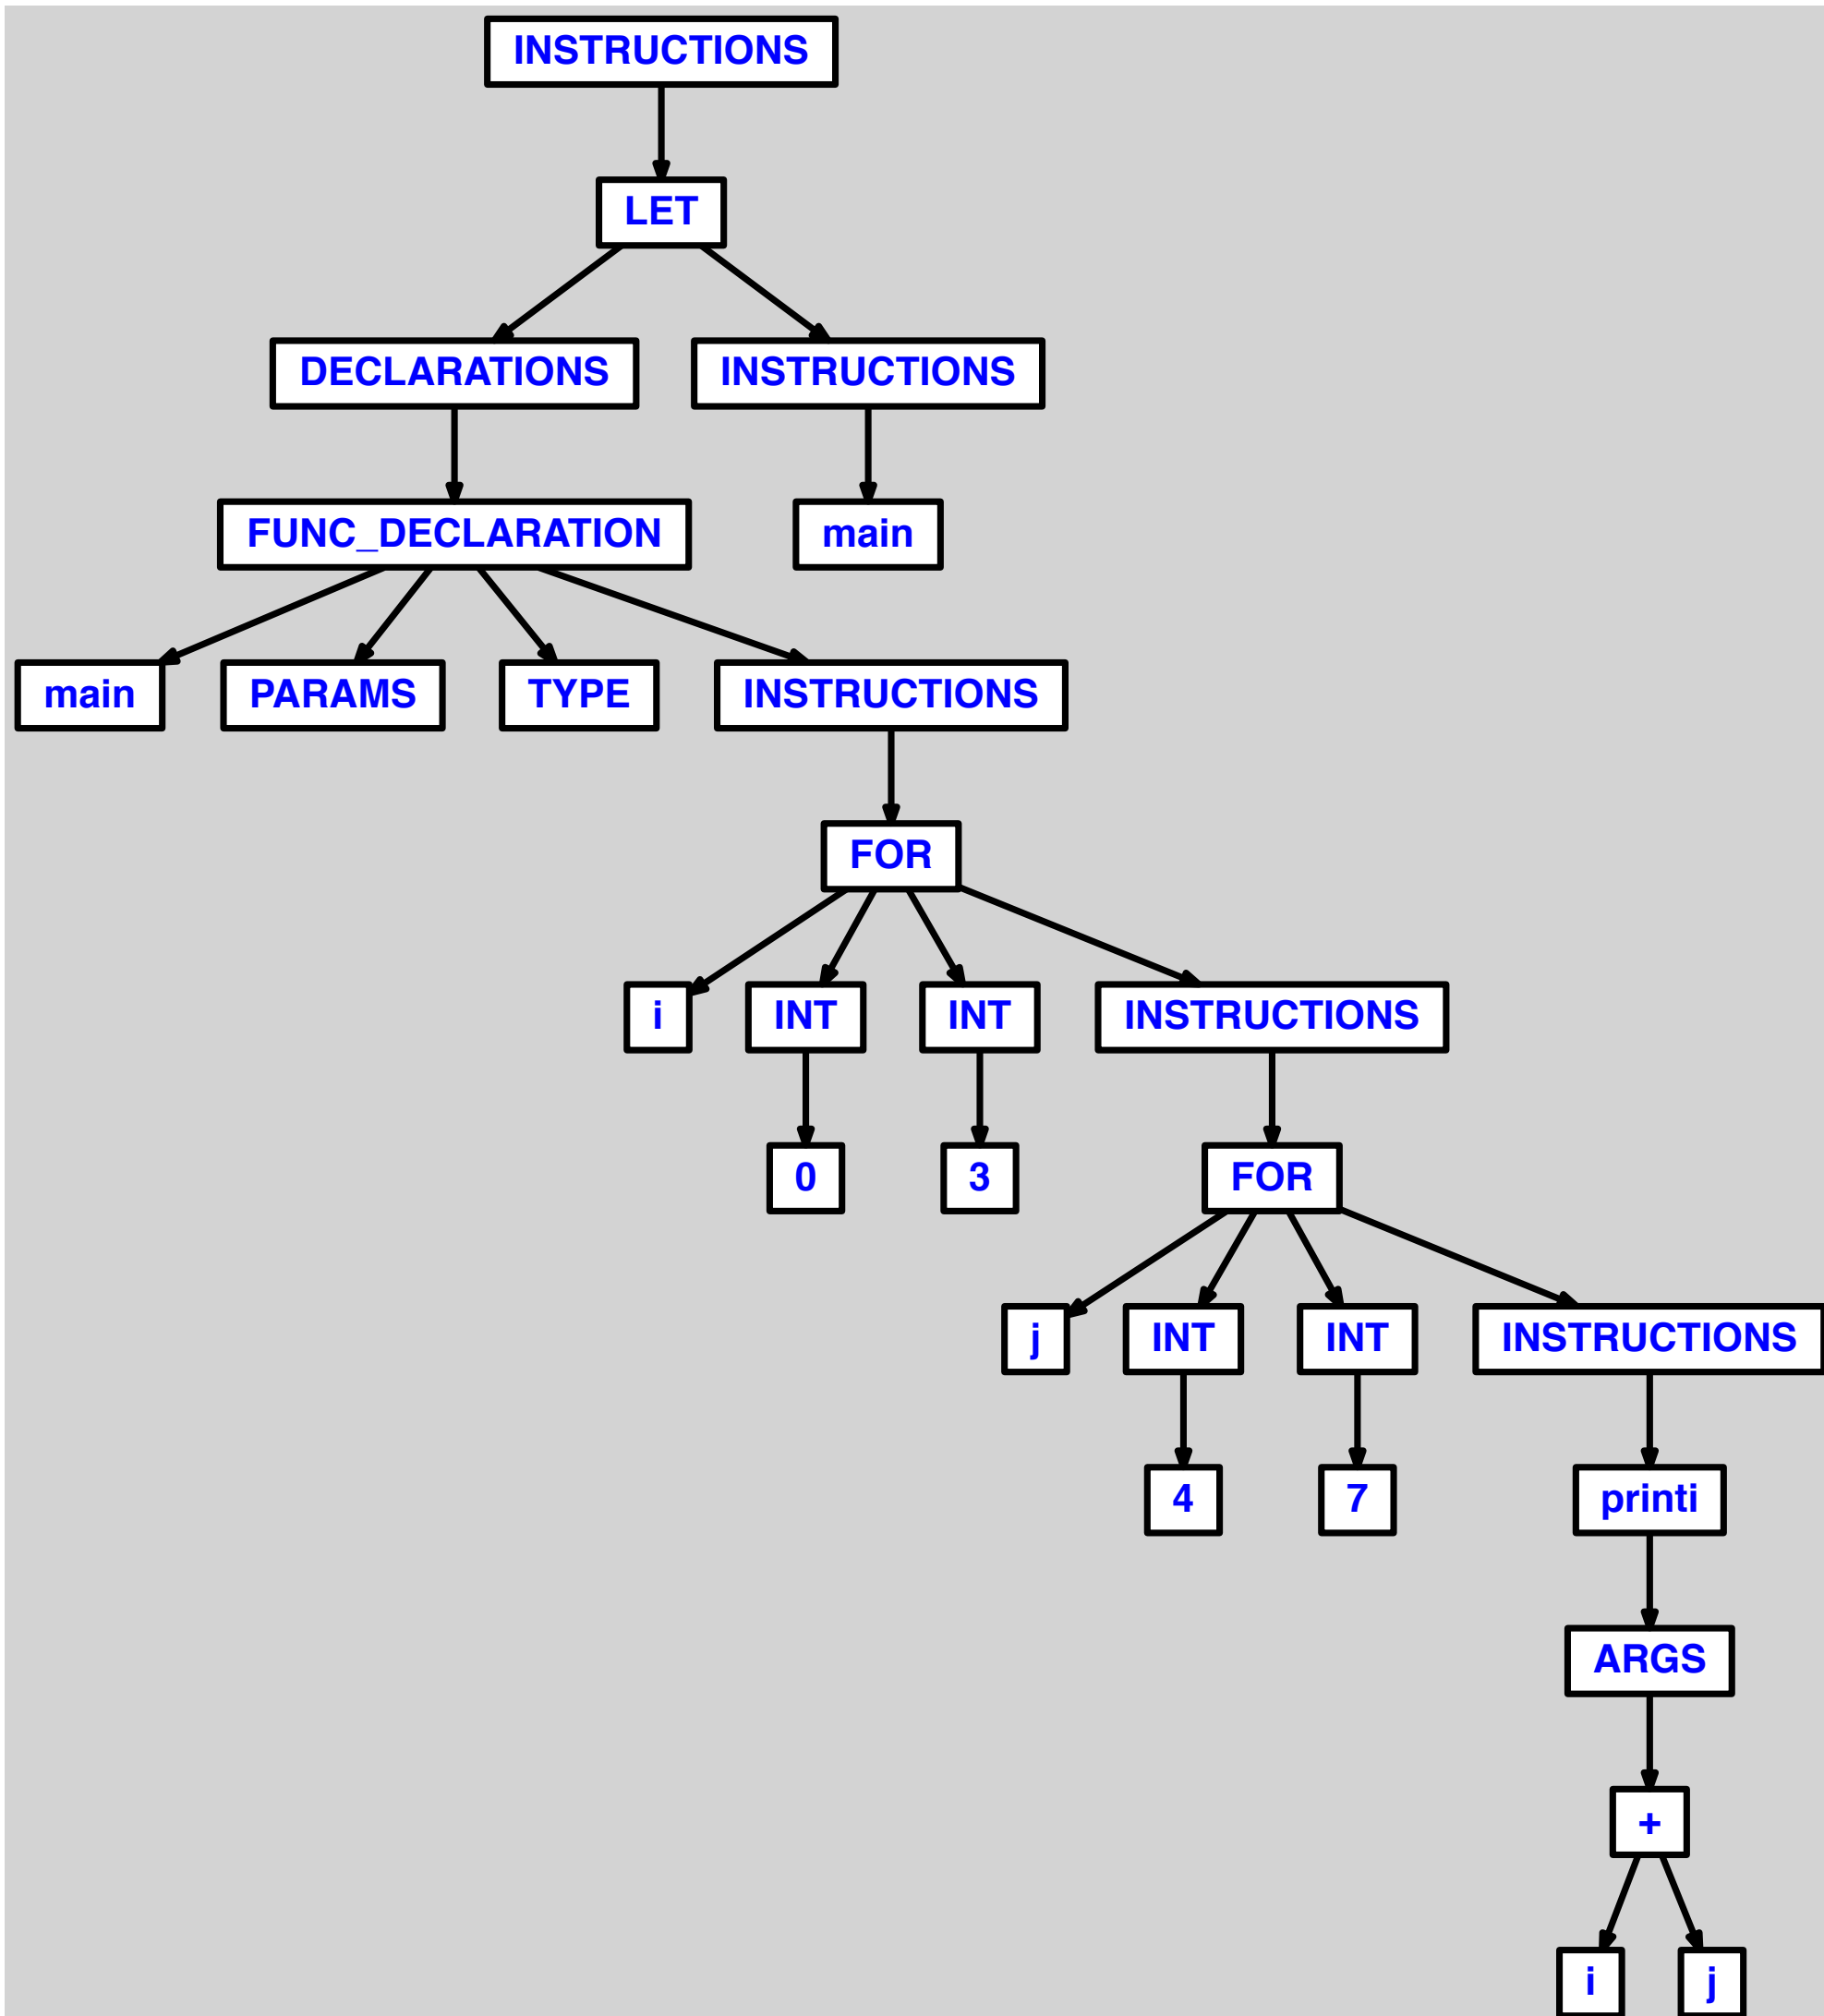 INSTRUCTIONS
LET
DECLARATIONS INSTRUCTIONS
FUNC_DECLARATION main
main PARAMS TYPE INSTRUCTIONS
FOR
i INT INT INSTRUCTIONS
0 3 FOR
j INT INT INSTRUCTIONS
4 7 printi
ARGS
+
i j